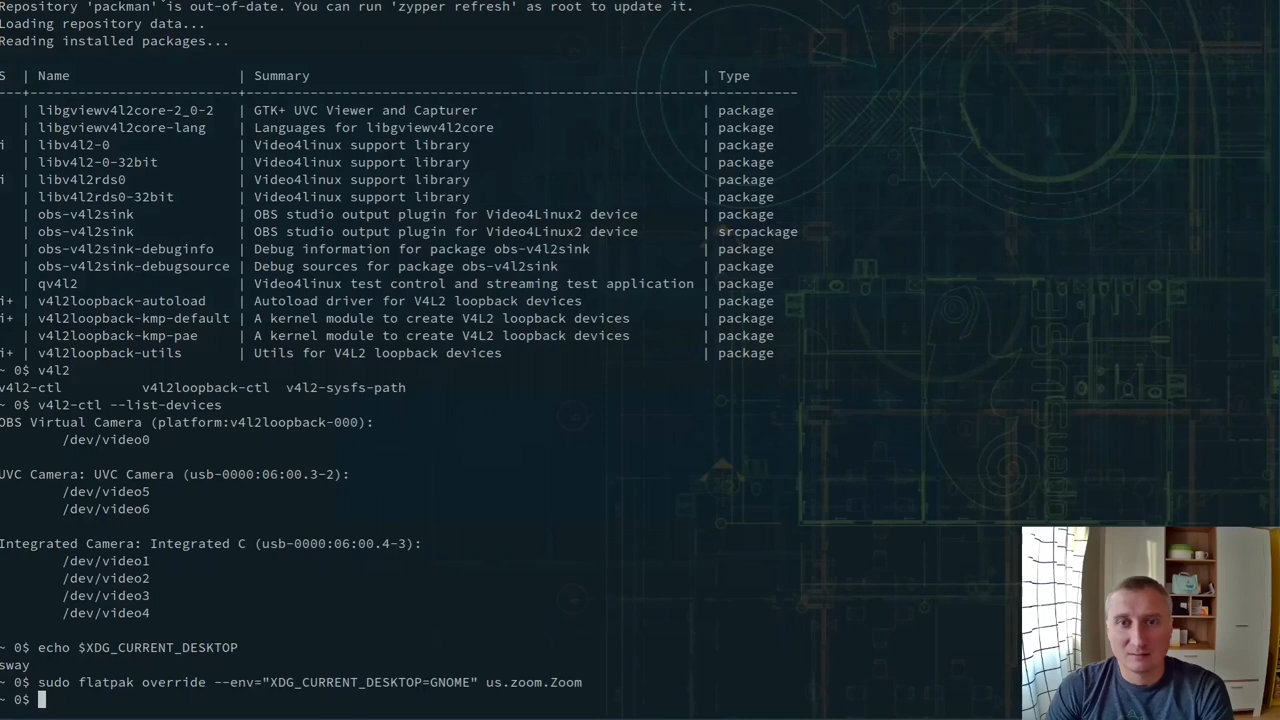 Repository 'packman' is out-of-date. You can run 'zypper refresh' as root to update it.
Loading repository data...
Reading installed packages...
S | Name | Summary | Type
--+--------------------------+---------------------------------------------------------+-----------
| libgviewv4l2core-2_0-2 | GTK+ UVC Viewer and Capturer | package
| libgviewv4l2core-lang | Languages for libgviewv4l2core | package
i | libv4l2-0 | Video4linux support library | package
| libv4l2-0-32bit | Video4linux support library | package
i | libv4l2rds0 | Video4linux support library | package
| libv4l2rds0-32bit | Video4linux support library | package
| obs-v4l2sink | OBS studio output plugin for Video4Linux2 device | package
| obs-v4l2sink | OBS studio output plugin for Video4Linux2 device | srcpackage
| obs-v4l2sink-debuginfo | Debug information for package obs-v4l2sink | package
| obs-v4l2sink-debugsource | Debug sources for package obs-v4l2sink | package
| qv4l2 | Video4linux test control and streaming test application | package
i+ | v4l2loopback-autoload | Autoload driver for V4L2 loopback devices | package
i+ | v4l2loopback-kmp-default | A kernel module to create V4L2 loopback devices | package
| v4l2loopback-kmp-pae | A kernel module to create V4L2 loopback devices | package
i+ | v4l2loopback-utils | Utils for V4L2 loopback devices | package
~ 0$ v4l2
v4l2-ctl v4l2loopback-ctl v4l2-sysfs-path
~ 0$ v4l2-ctl --list-devices
OBS Virtual Camera (platform:v4l2loopback-000):
/dev/video0
UVC Camera: UVC Camera (usb-0000:06:00.3-2):
/dev/video5
/dev/video6
Integrated Camera: Integrated C (usb-0000:06:00.4-3):
/dev/video1
/dev/video2
/dev/video3
/dev/video4
~ 0$ echo $XDG_CURRENT_DESKTOP
sway
~ 0$ sudo flatpak override --env="XDG_CURRENT_DESKTOP=GNOME" us.zoom.Zoom
~ 0$
openSUSE